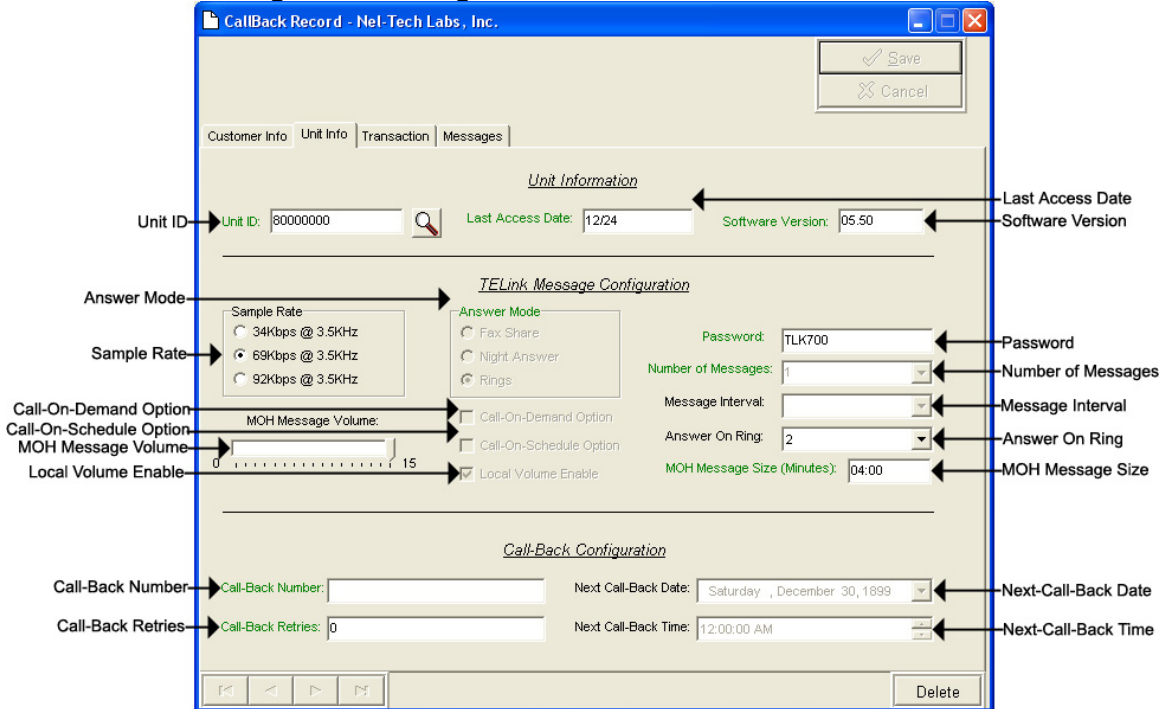 CallBack Record - Nel-Tech Labs, Inc.
Save
Cancel
Customer Info Unit Info Transaction Messages
Unit Information
Last Access Date
Unit ID Unit ID: 80000000 Last Access Date: 12/24 Software Version: 05.50 Software Version
TELink Message Configuration
Answer Mode
Sample Rate Answer Mode
34Kbps @ 3.5KHz Fax Share
Password: TLK700 Password
Sample Rate 69Kbps @ 3.5KHz Night Answer
Number of Messages: 1 Number of Messages
92Kbps @ 3.5KHz Rings
Message Interval: Message Interval
Call-On-Demand Option Call-On-Demand Option
Call-On-Schedule Option MOH Message Volume:
Answer On Ring: 2 Answer On Ring
MOH Message Volume Call-On-Schedule Option
0 15
Local Volume Enable Local Volume Enable MOH Message Size (Minutes): 04:00 MOH Message Size
Call-Back Configuration
Call-Back Number Call-Back Number: Next Call-Back Date: Saturday , December 30, 1899 Next-Call-Back Date
Call-Back Retries Call-Back Retries: 0 Next Call-Back Time: 12:00:00 AM Next-Call-Back Time
Delete